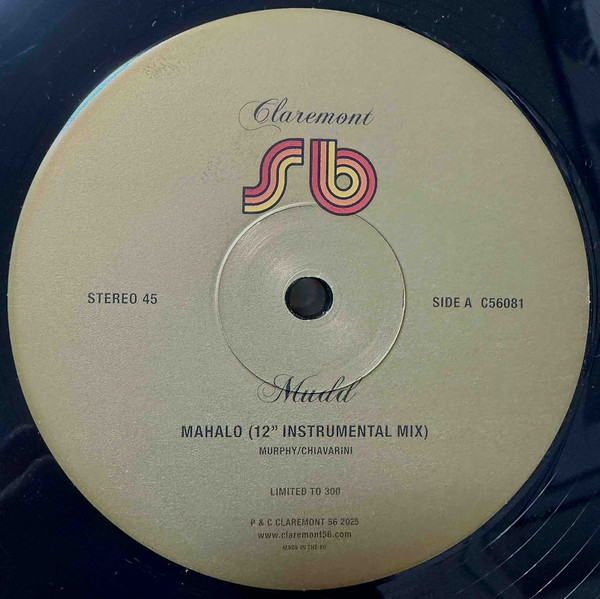 Claremont
56
STEREO 45
SIDE A C56081
Mudd
MAHALO (12” INSTRUMENTAL MIX)
MURPHY/CHIAVARINI
LIMITED TO 300
P & C CLAREMONT 56 2025
www.claremont56.com
MADE IN THE EU